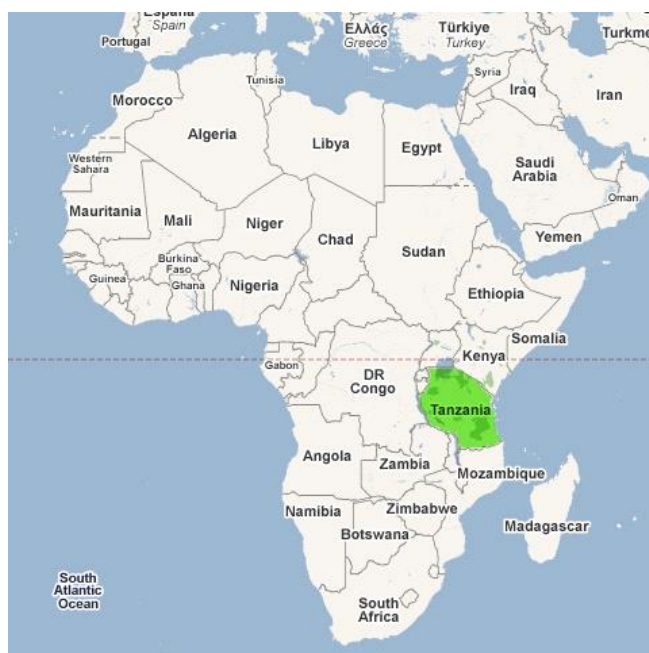 España
Spain
Portugal
Ελλάς
Greece
Türkiye
Turkey
Turkme
Tunisia
Syria
Iraq
Iran
Morocco
Algeria
Libya
Egypt
Saudi
Arabia
Western
Sahara
Oman
Mauritania
Mali
Niger
Chad
Sudan
Yemen
Burkina
Faso
Guinea
Ghana
Nigeria
Ethiopia
Somalia
Kenya
Gabon
DR
Congo
Tanzania
Angola
Zambia
Mozambique
Namibia
Zimbabwe
Botswana
Madagascar
South
Atlantic
Ocean
South
Africa